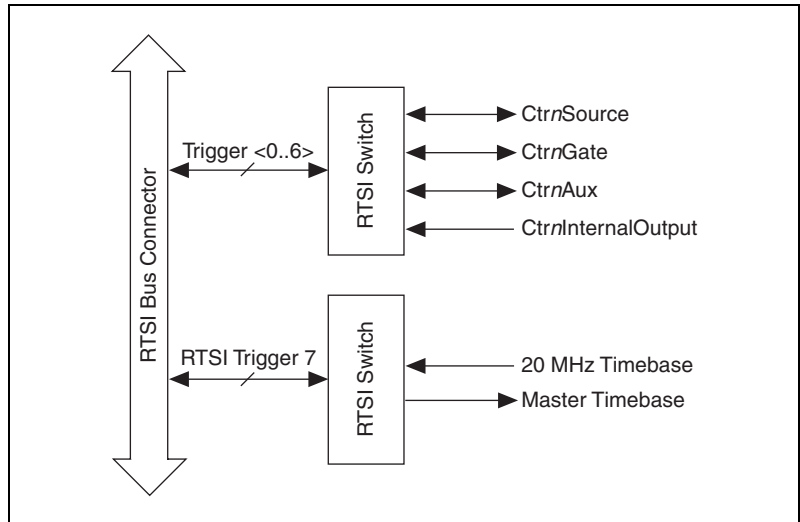 RTSI Bus Connector
Trigger <0..6>
RTSI Switch
CtrnSource
CtrnGate
CtrnAux
CtrnInternalOutput
RTSI Trigger 7
RTSI Switch
20 MHz Timebase
Master Timebase